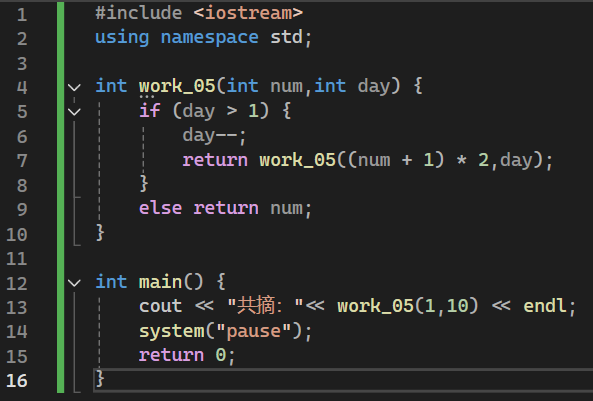 1 #include <iostream>
2 using namespace std;
3
4 int work_05(int num,int day) {
5 if (day > 1) {
6 day--;
7 return work_05((num + 1) * 2,day);
8 }
9 else return num;
10 }
11
12 int main() {
13 cout << "共摘："<< work_05(1,10) << endl;
14 system("pause");
15 return 0;
16 }